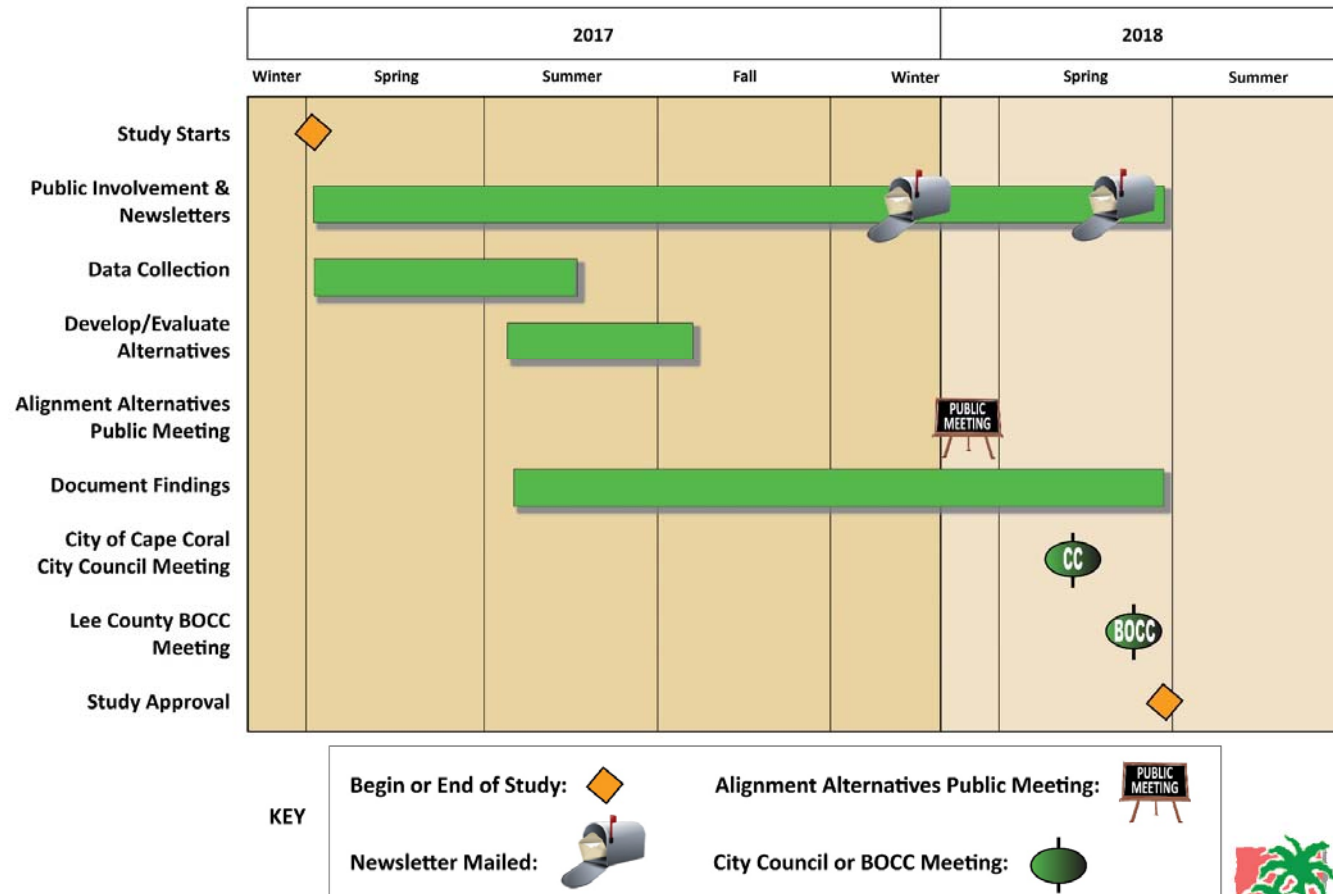 2017 2018
Winter Spring Summer Fall Winter Spring Summer
Study Starts
Public Involvement &
Newsletters
Data Collection
Develop/Evaluate
Alternatives
Alignment Alternatives
Public Meeting
PUBLIC
MEETING
Document Findings
City of Cape Coral
City Council Meeting
CC
Lee County BOCC
Meeting
BOCC
Study Approval
KEY
Begin or End of Study:
Alignment Alternatives Public Meeting:
PUBLIC
MEETING
Newsletter Mailed:
City Council or BOCC Meeting: